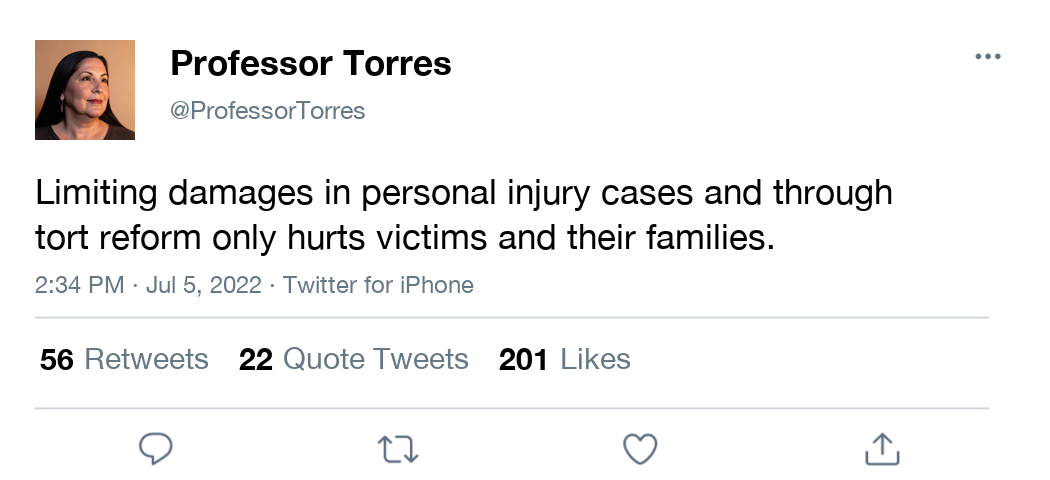 Professor Torres
@ProfessorTorres
Limiting damages in personal injury cases and through
tort reform only hurts victims and their families.
2:34 PM · Jul 5, 2022 · Twitter for iPhone
56 Retweets 22 Quote Tweets 201 Likes